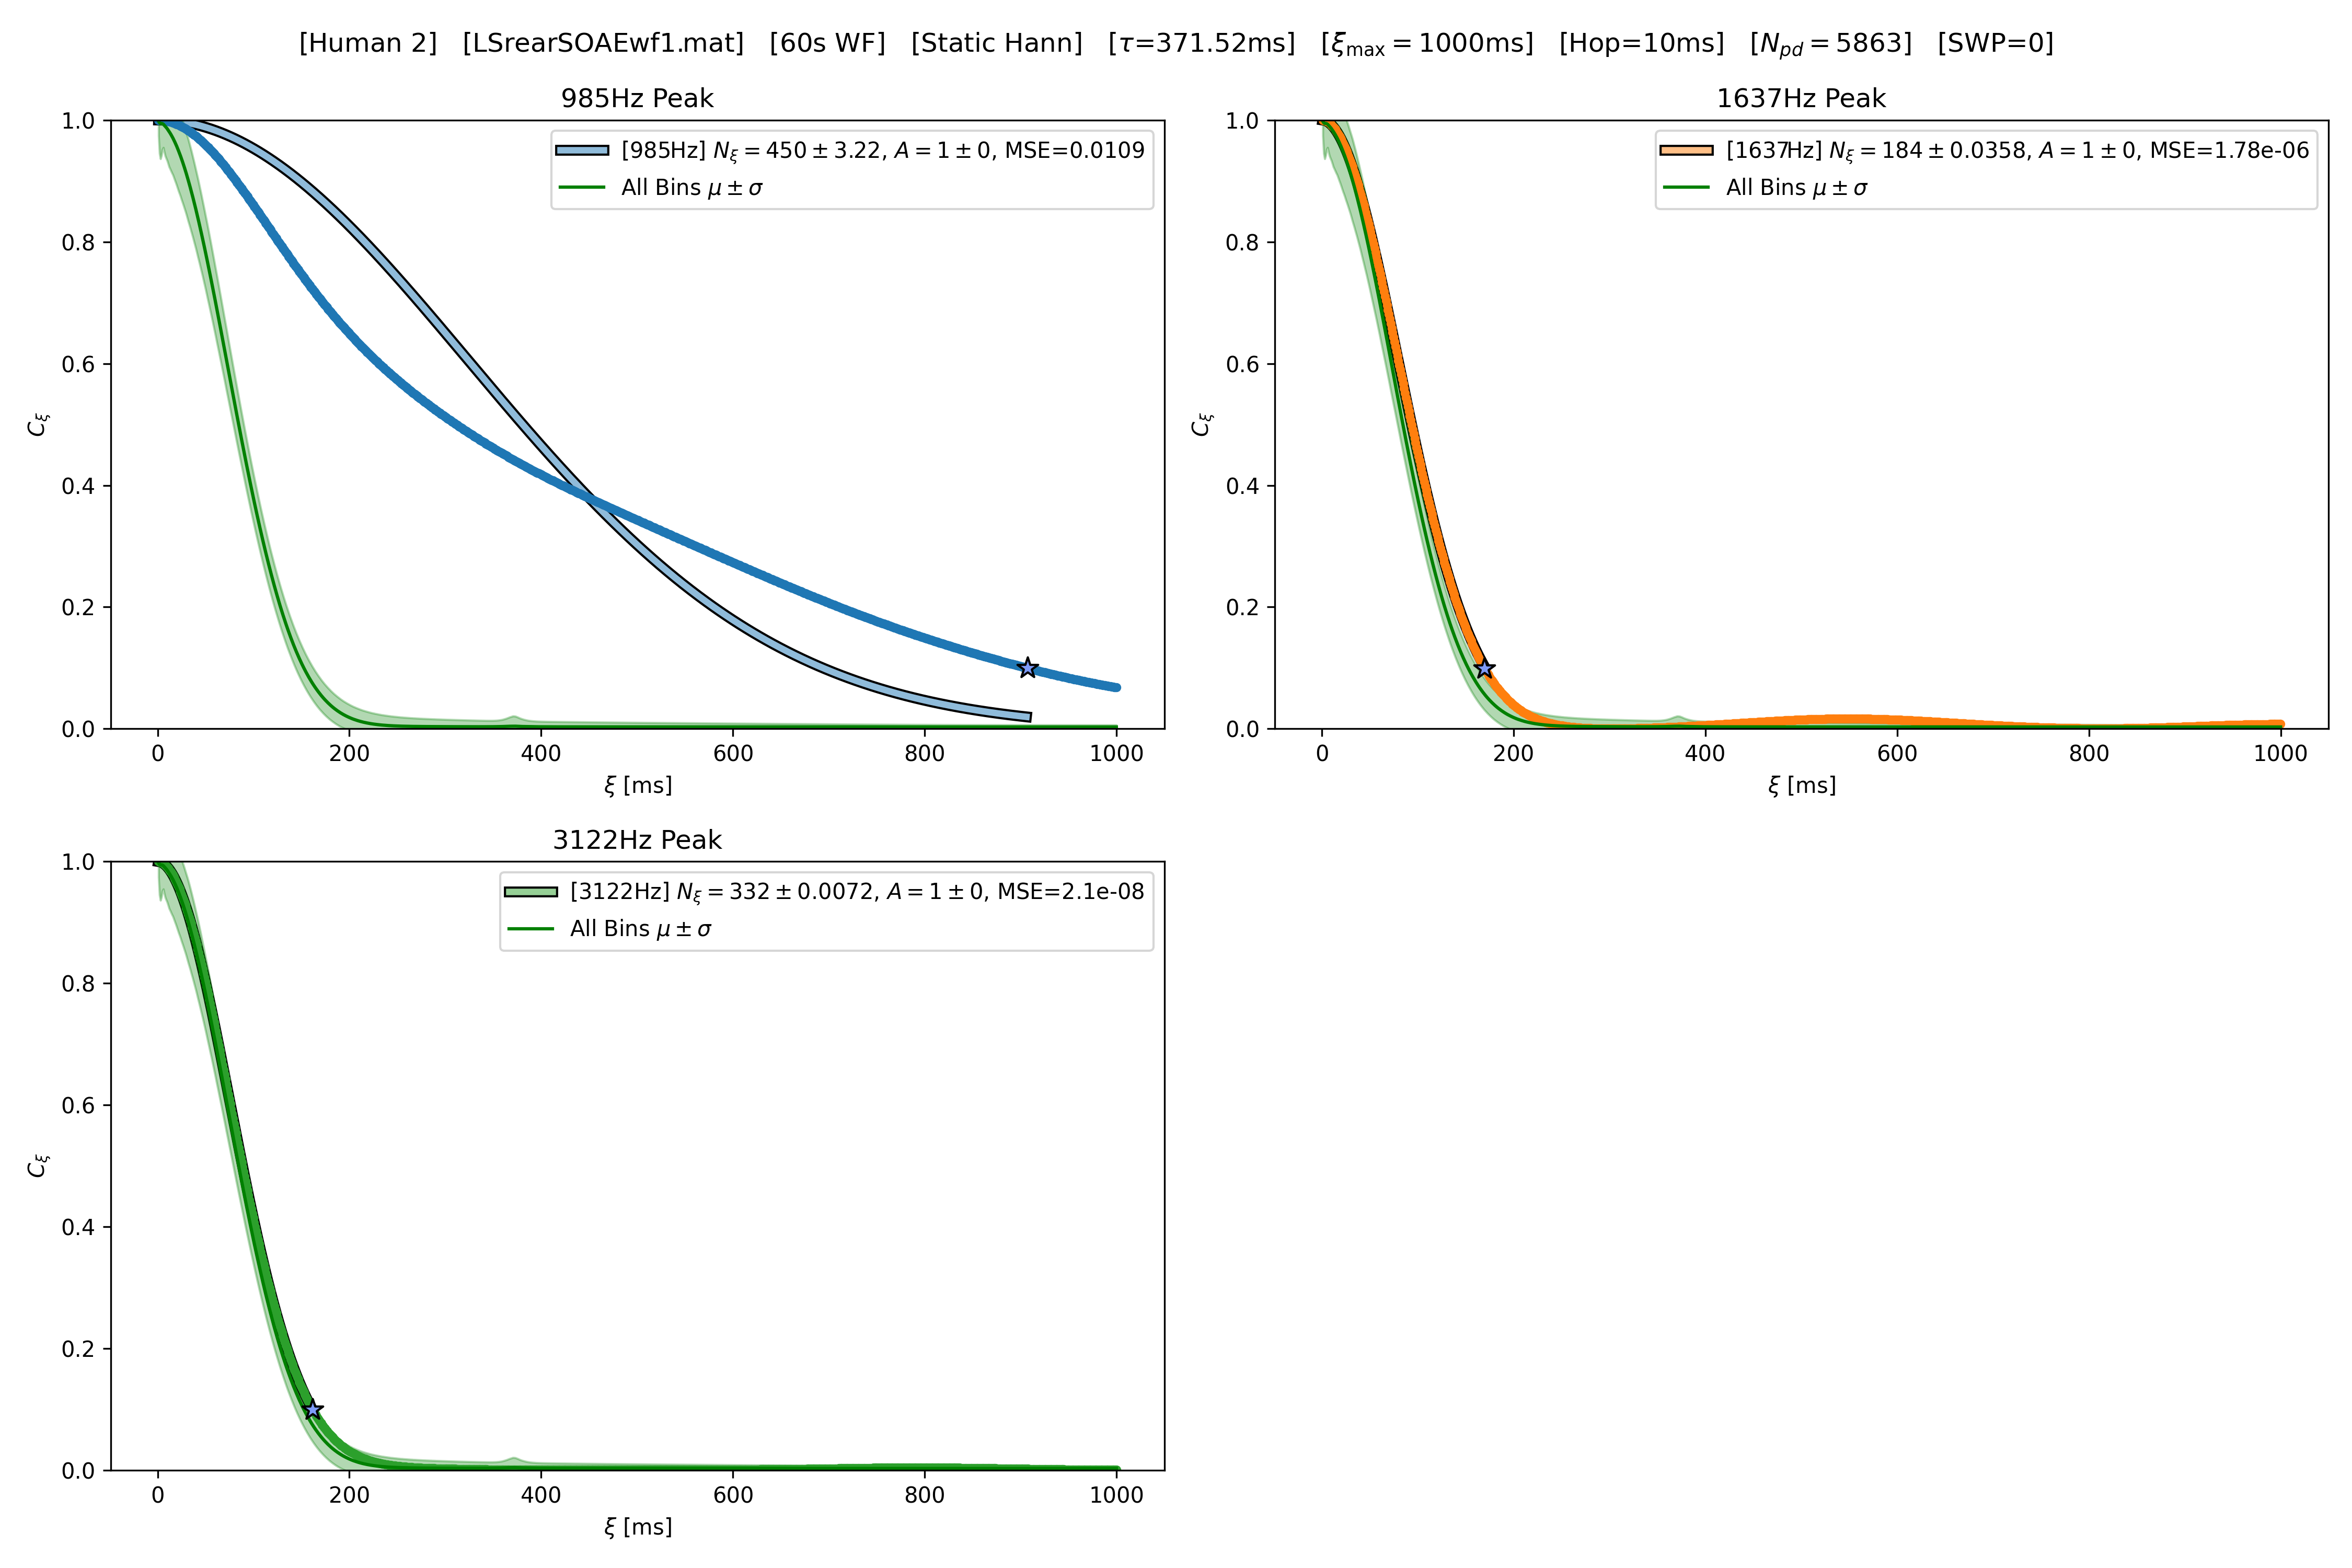 [Human 2] [LSrearSOAEwf1.mat] [60s WF] [Static Hann] [τ=371.52ms] [ξmax = 1000ms] [Hop=10ms] [Npd = 5863] [SWP=0]
985Hz Peak
1.0
0.8
0.6
0.4
0.2
0.0
Cξ
[985Hz] Nξ = 450 ± 3.22, A = 1 ± 0, MSE=0.0109
All Bins μ ± σ
0 200 400 600 800 1000
ξ [ms]
1637Hz Peak
1.0
0.8
0.6
0.4
0.2
0.0
Cξ
[1637Hz] Nξ = 184 ± 0.0358, A = 1 ± 0, MSE=1.78e-06
All Bins μ ± σ
0 200 400 600 800 1000
ξ [ms]
3122Hz Peak
1.0
0.8
0.6
0.4
0.2
0.0
Cξ
[3122Hz] Nξ = 332 ± 0.0072, A = 1 ± 0, MSE=2.1e-08
All Bins μ ± σ
0 200 400 600 800 1000
ξ [ms]